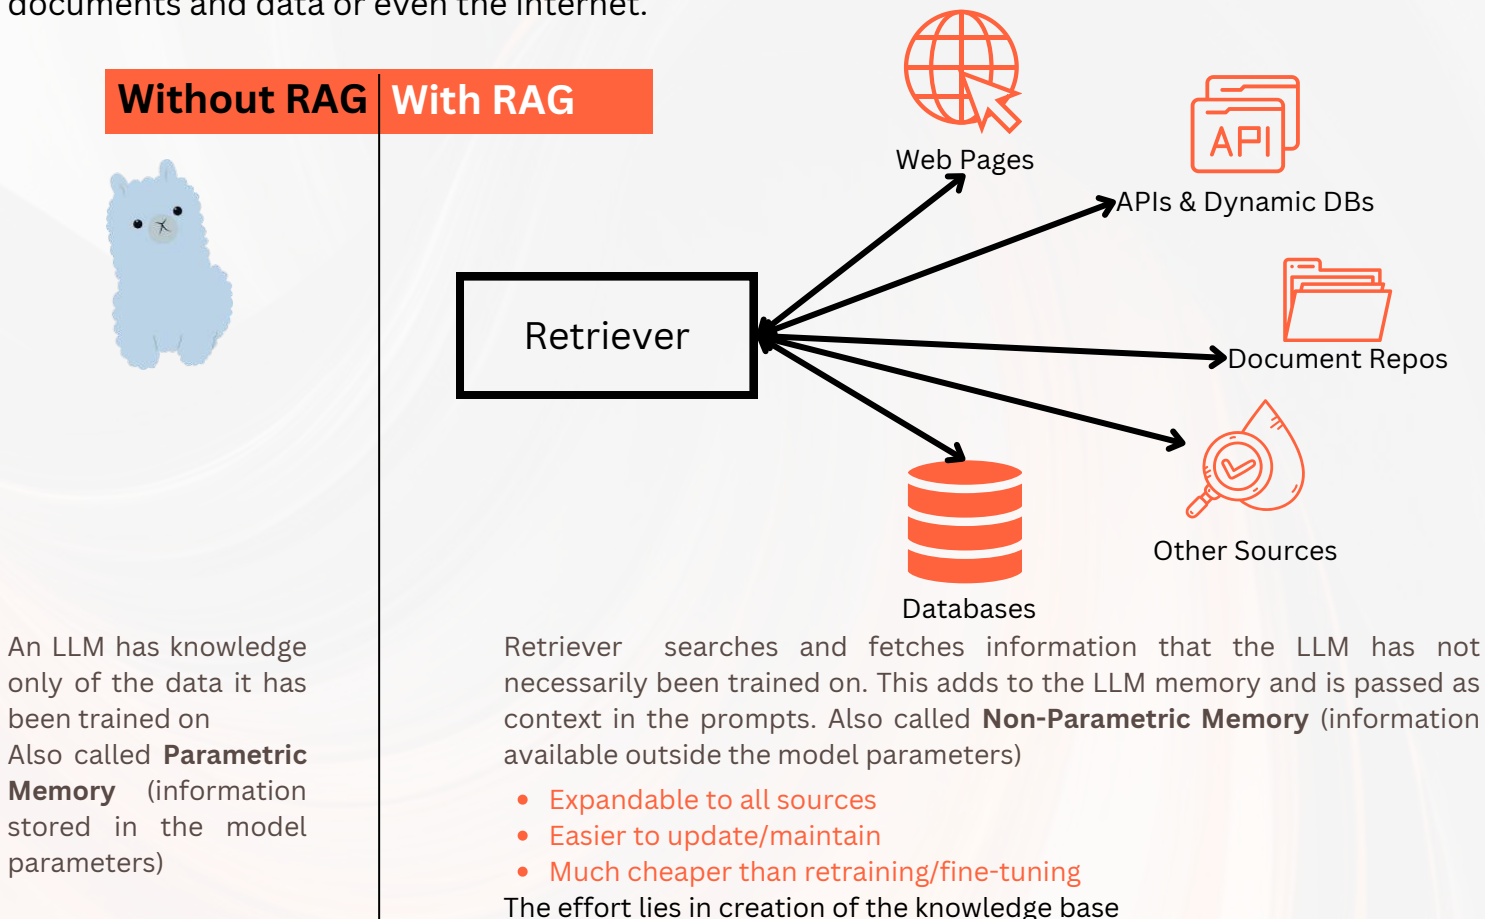 documents and data or even the internet.
Without RAG
With RAG
Web Pages
API
APIs & Dynamic DBs
Retriever
Document Repos
Other Sources
Databases
An LLM has knowledge
only of the data it has
been trained on
Also called Parametric
Memory (information
stored in the model
parameters)
Retriever searches and fetches information that the LLM has not
necessarily been trained on. This adds to the LLM memory and is passed as
context in the prompts. Also called Non-Parametric Memory (information
available outside the model parameters)
• Expandable to all sources
• Easier to update/maintain
• Much cheaper than retraining/fine-tuning
The effort lies in creation of the knowledge base